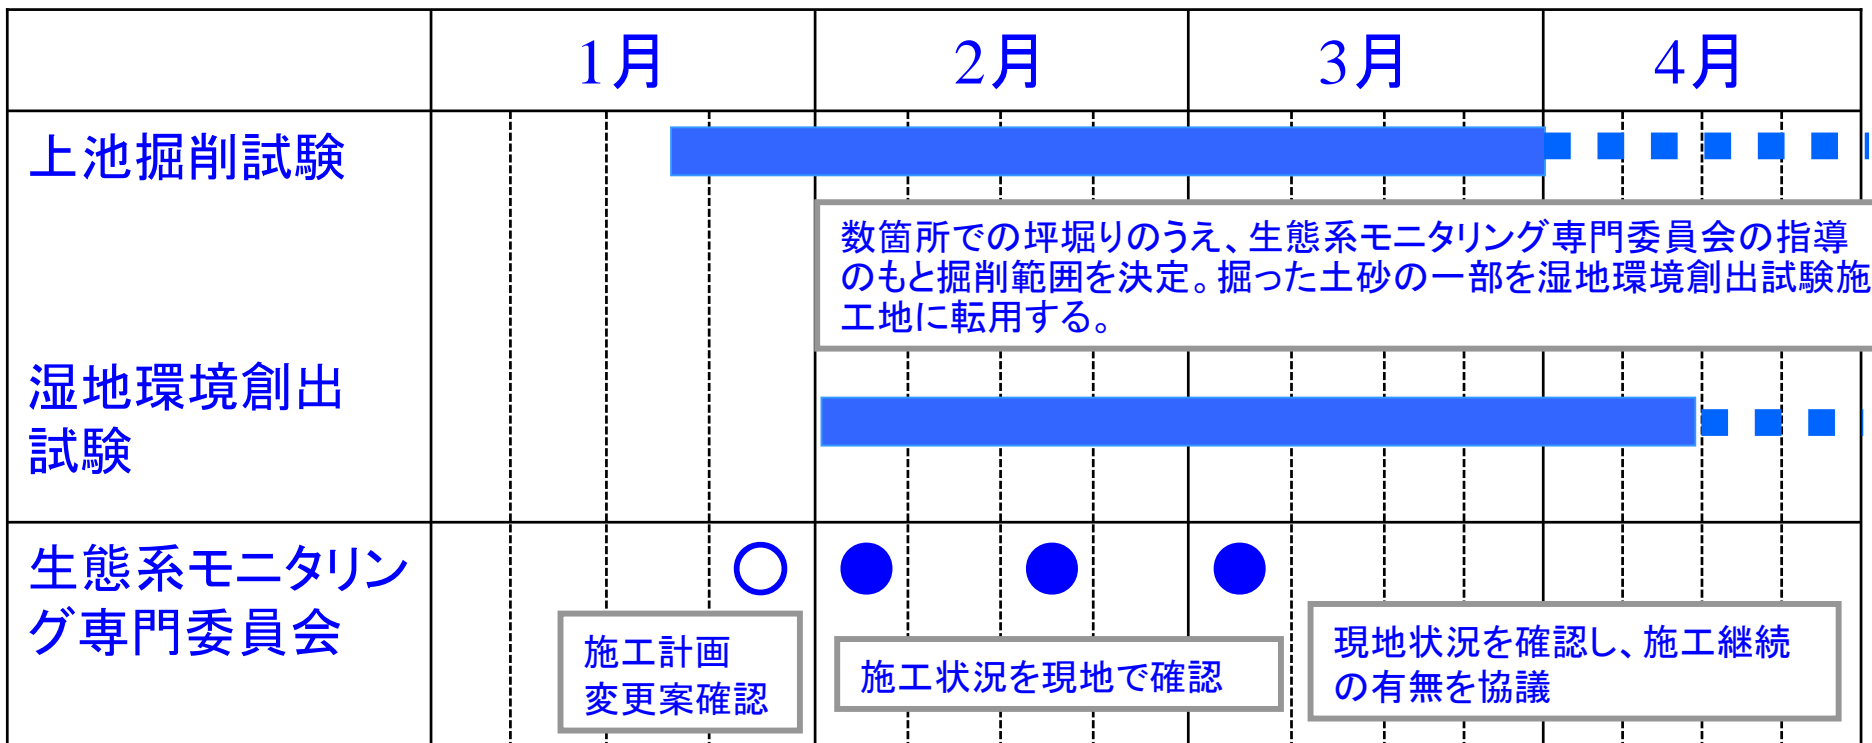 1月
2月
3月
4月
上池掘削試験
数箇所での坪堀りのうえ、生態系モニタリング専門委員会の指導
のもと掘削範囲を決定。掘った土砂の一部を湿地環境創出試験施
工地に転用する。
湿地環境創出
試験
生態系モニタリン
グ専門委員会
施工計画
変更案確認
施工状況を現地で確認
現地状況を確認し、施工継続
の有無を協議